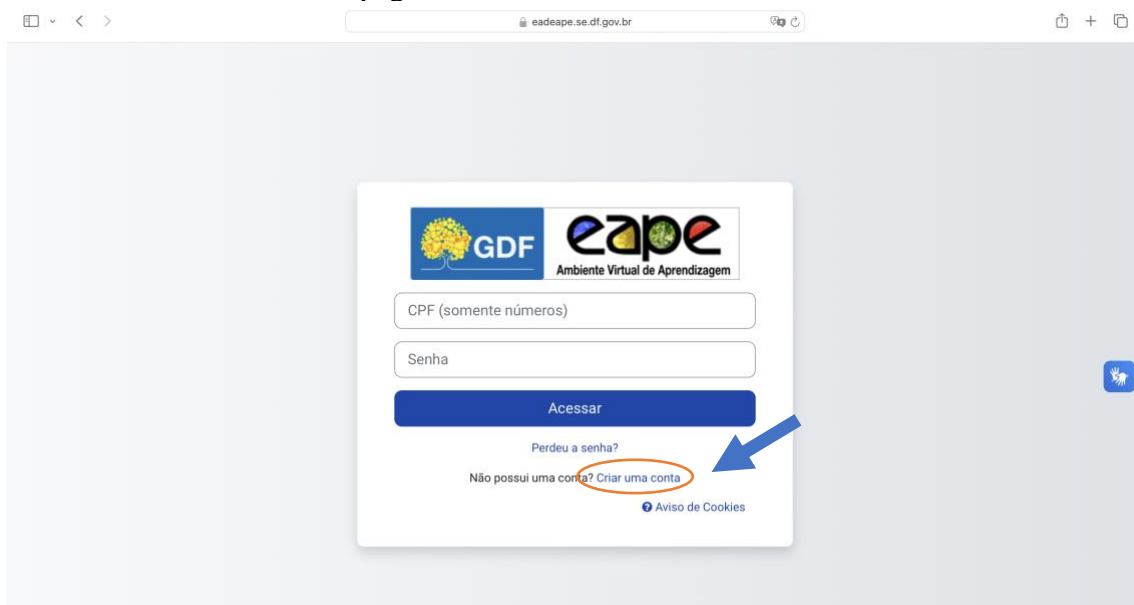 eadeape.se.df.gov.br
GDF
eape
Ambiente Virtual de Aprendizagem
CPF (somente números)
Senha
Acessar
Perdeu a senha?
Não possui uma conta? Criar uma conta
Aviso de Cookies